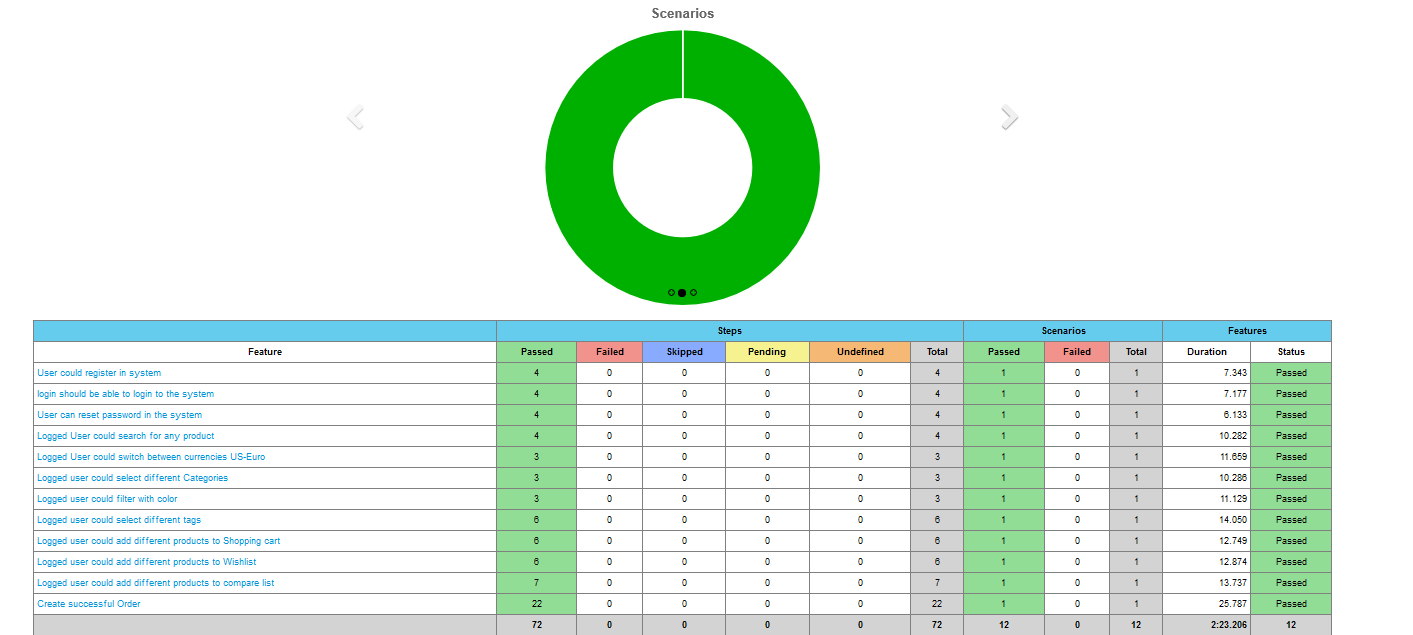 Scenarios
Steps Scenarios Features
Feature Passed Failed Skipped Pending Undefined Total Passed Failed Total Duration Status
User could register in system 4 0 0 0 0 4 1 0 1 7.343 Passed
login should be able to login to the system 4 0 0 0 0 4 1 0 1 7.177 Passed
User can reset password in the system 4 0 0 0 0 4 1 0 1 6.133 Passed
Logged User could search for any product 4 0 0 0 0 4 1 0 1 10.282 Passed
Logged User could switch between currencies US-Euro 3 0 0 0 0 3 1 0 1 11.659 Passed
Logged user could select different Categories 3 0 0 0 0 3 1 0 1 10.286 Passed
Logged user could filter with color 3 0 0 0 0 3 1 0 1 11.129 Passed
Logged user could select different tags 6 0 0 0 0 6 1 0 1 14.050 Passed
Logged user could add different products to Shopping cart 6 0 0 0 0 6 1 0 1 12.749 Passed
Logged user could add different products to Wishlist 6 0 0 0 0 6 1 0 1 12.874 Passed
Logged user could add different products to compare list 7 0 0 0 0 7 1 0 1 13.737 Passed
Create successful Order 22 0 0 0 0 22 1 0 1 25.787 Passed
72 0 0 0 0 72 12 0 12 2:23.206 12